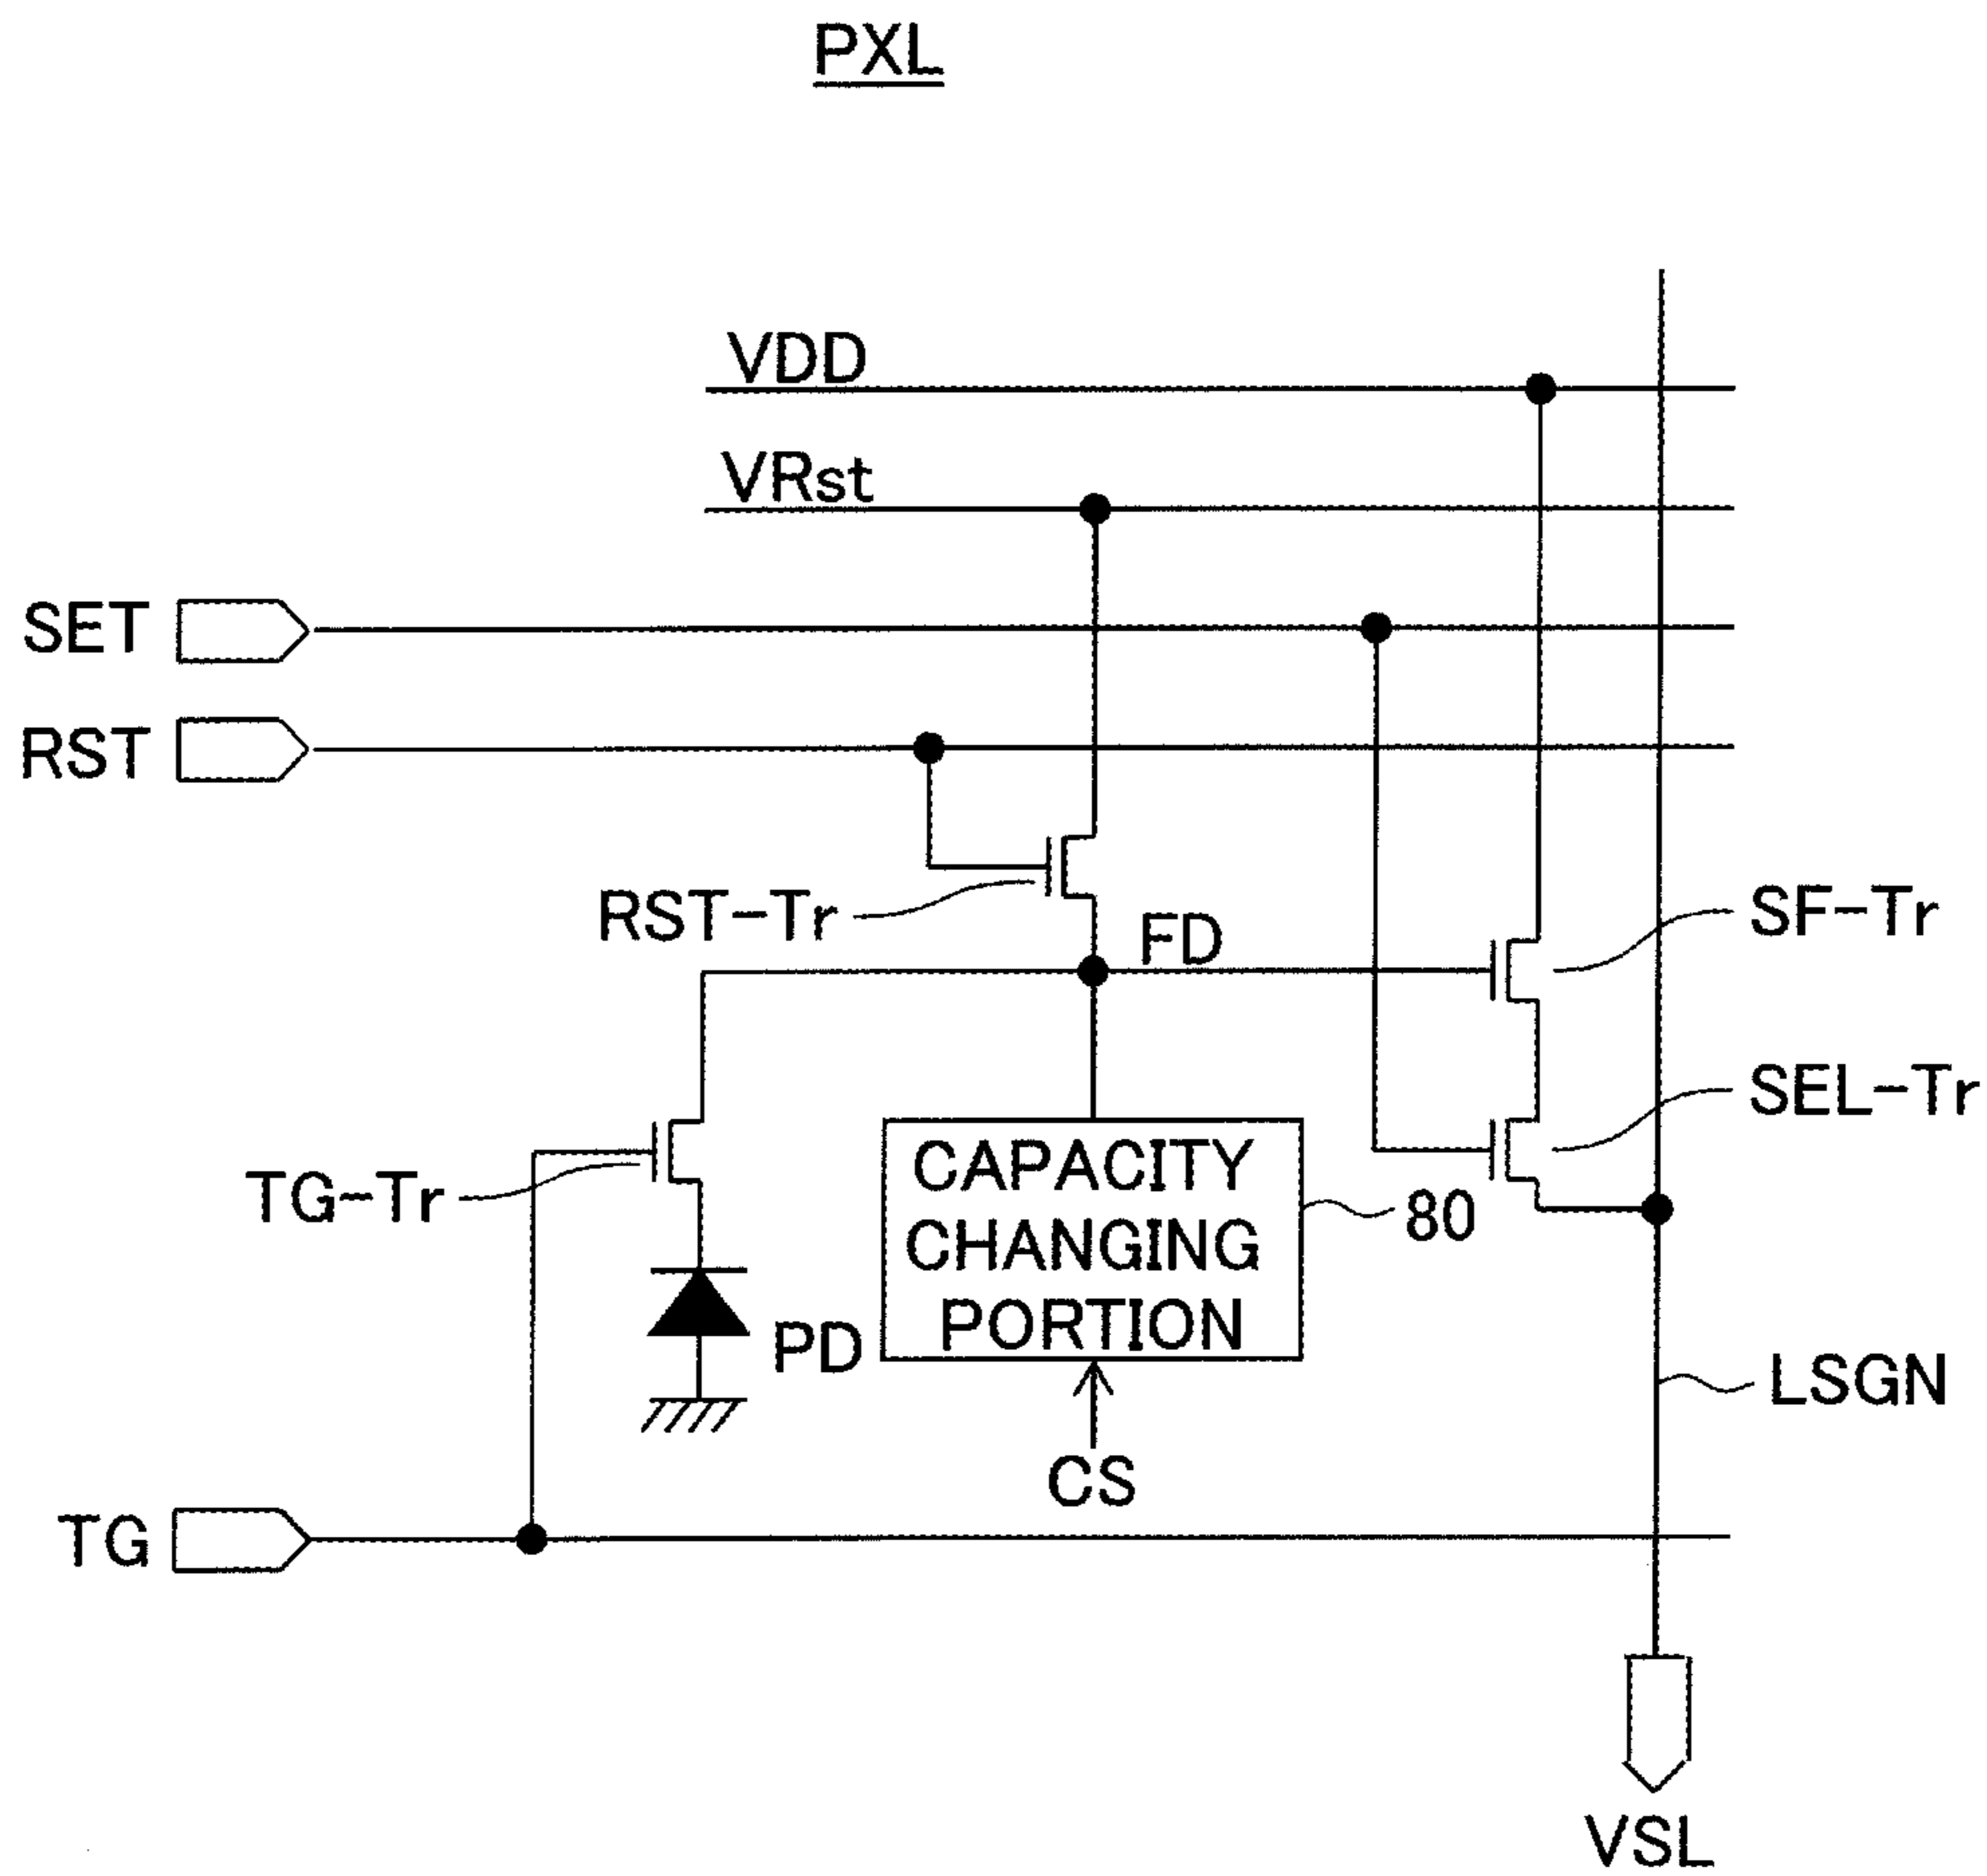 PXL
VDD
VRst
SET
RST
RST-Tr
FD
SF-Tr
SEL-Tr
TG-Tr
CAPACITY
CHANGING
PORTION
80
PD
LSGN
CS
TG
VSL